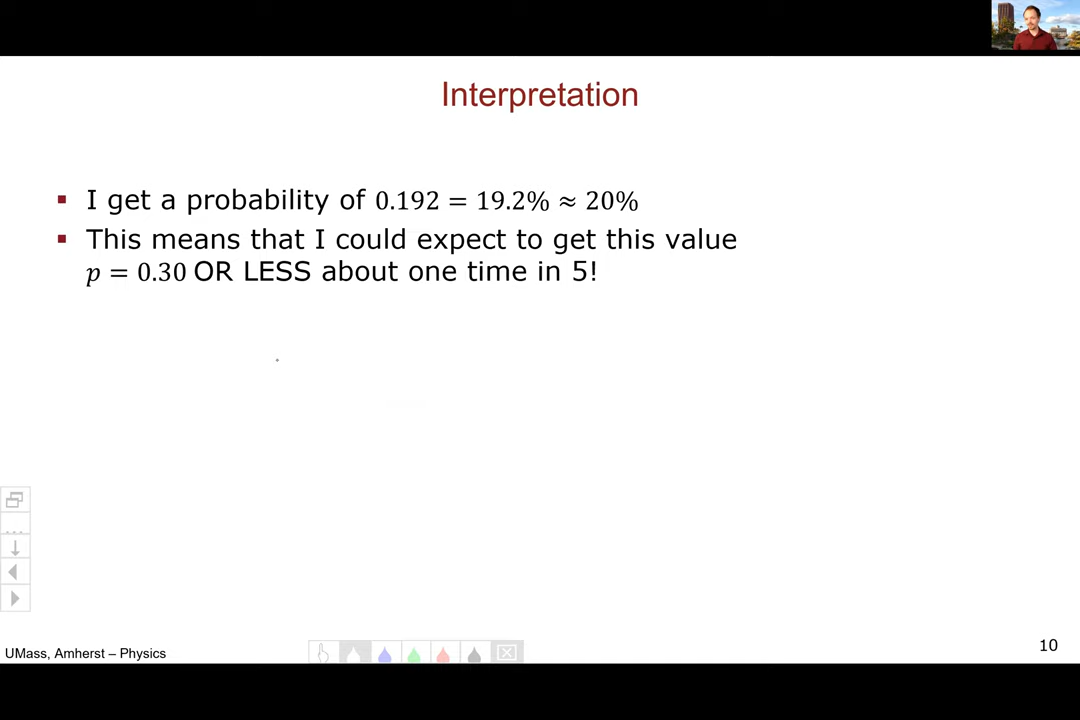 Interpretation
▪ I get a probability of 0.192 = 19.2% ≈ 20%
▪ This means that I could expect to get this value
p = 0.30 OR LESS about one time in 5!
UMass, Amherst – Physics
10